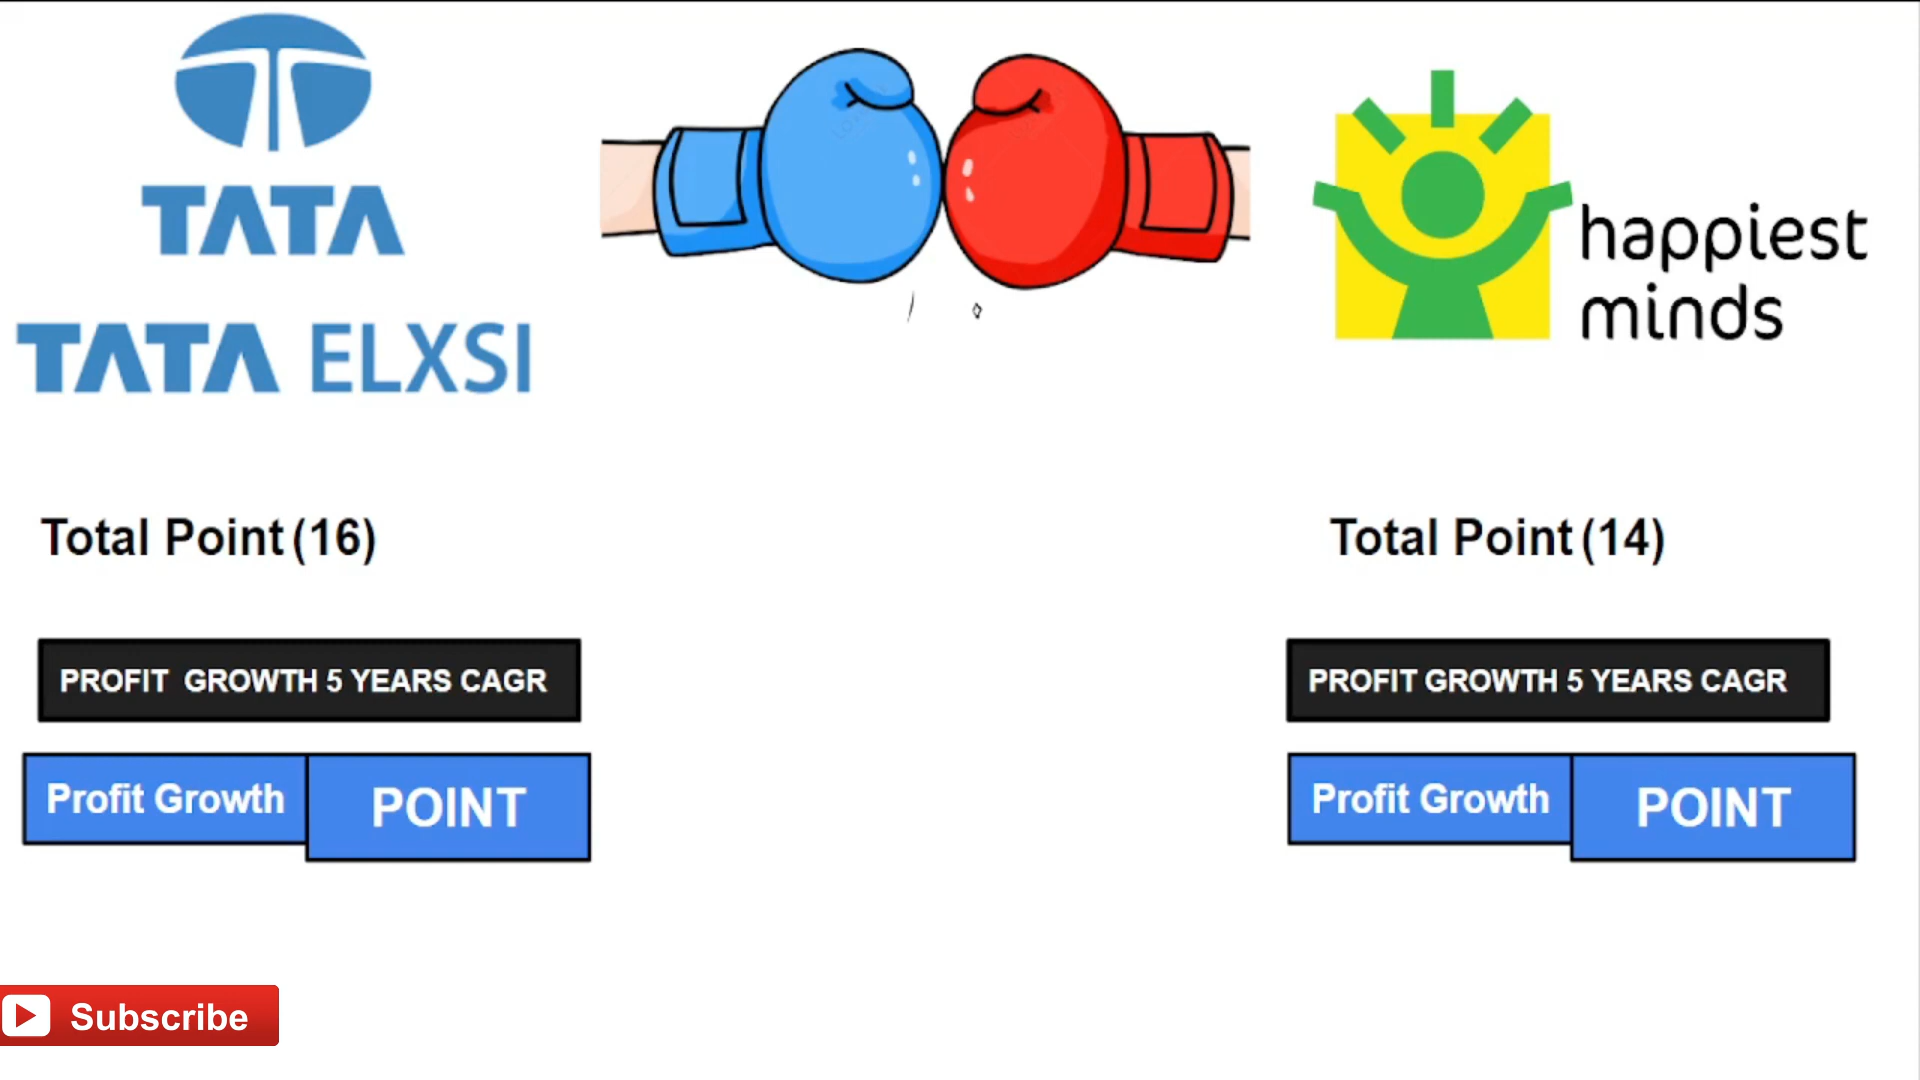 TATA
TATA ELXSI
happiest
minds
Total Point (16)
Total Point (14)
PROFIT GROWTH 5 YEARS CAGR
PROFIT GROWTH 5 YEARS CAGR
Profit Growth
POINT
Profit Growth
POINT
Subscribe